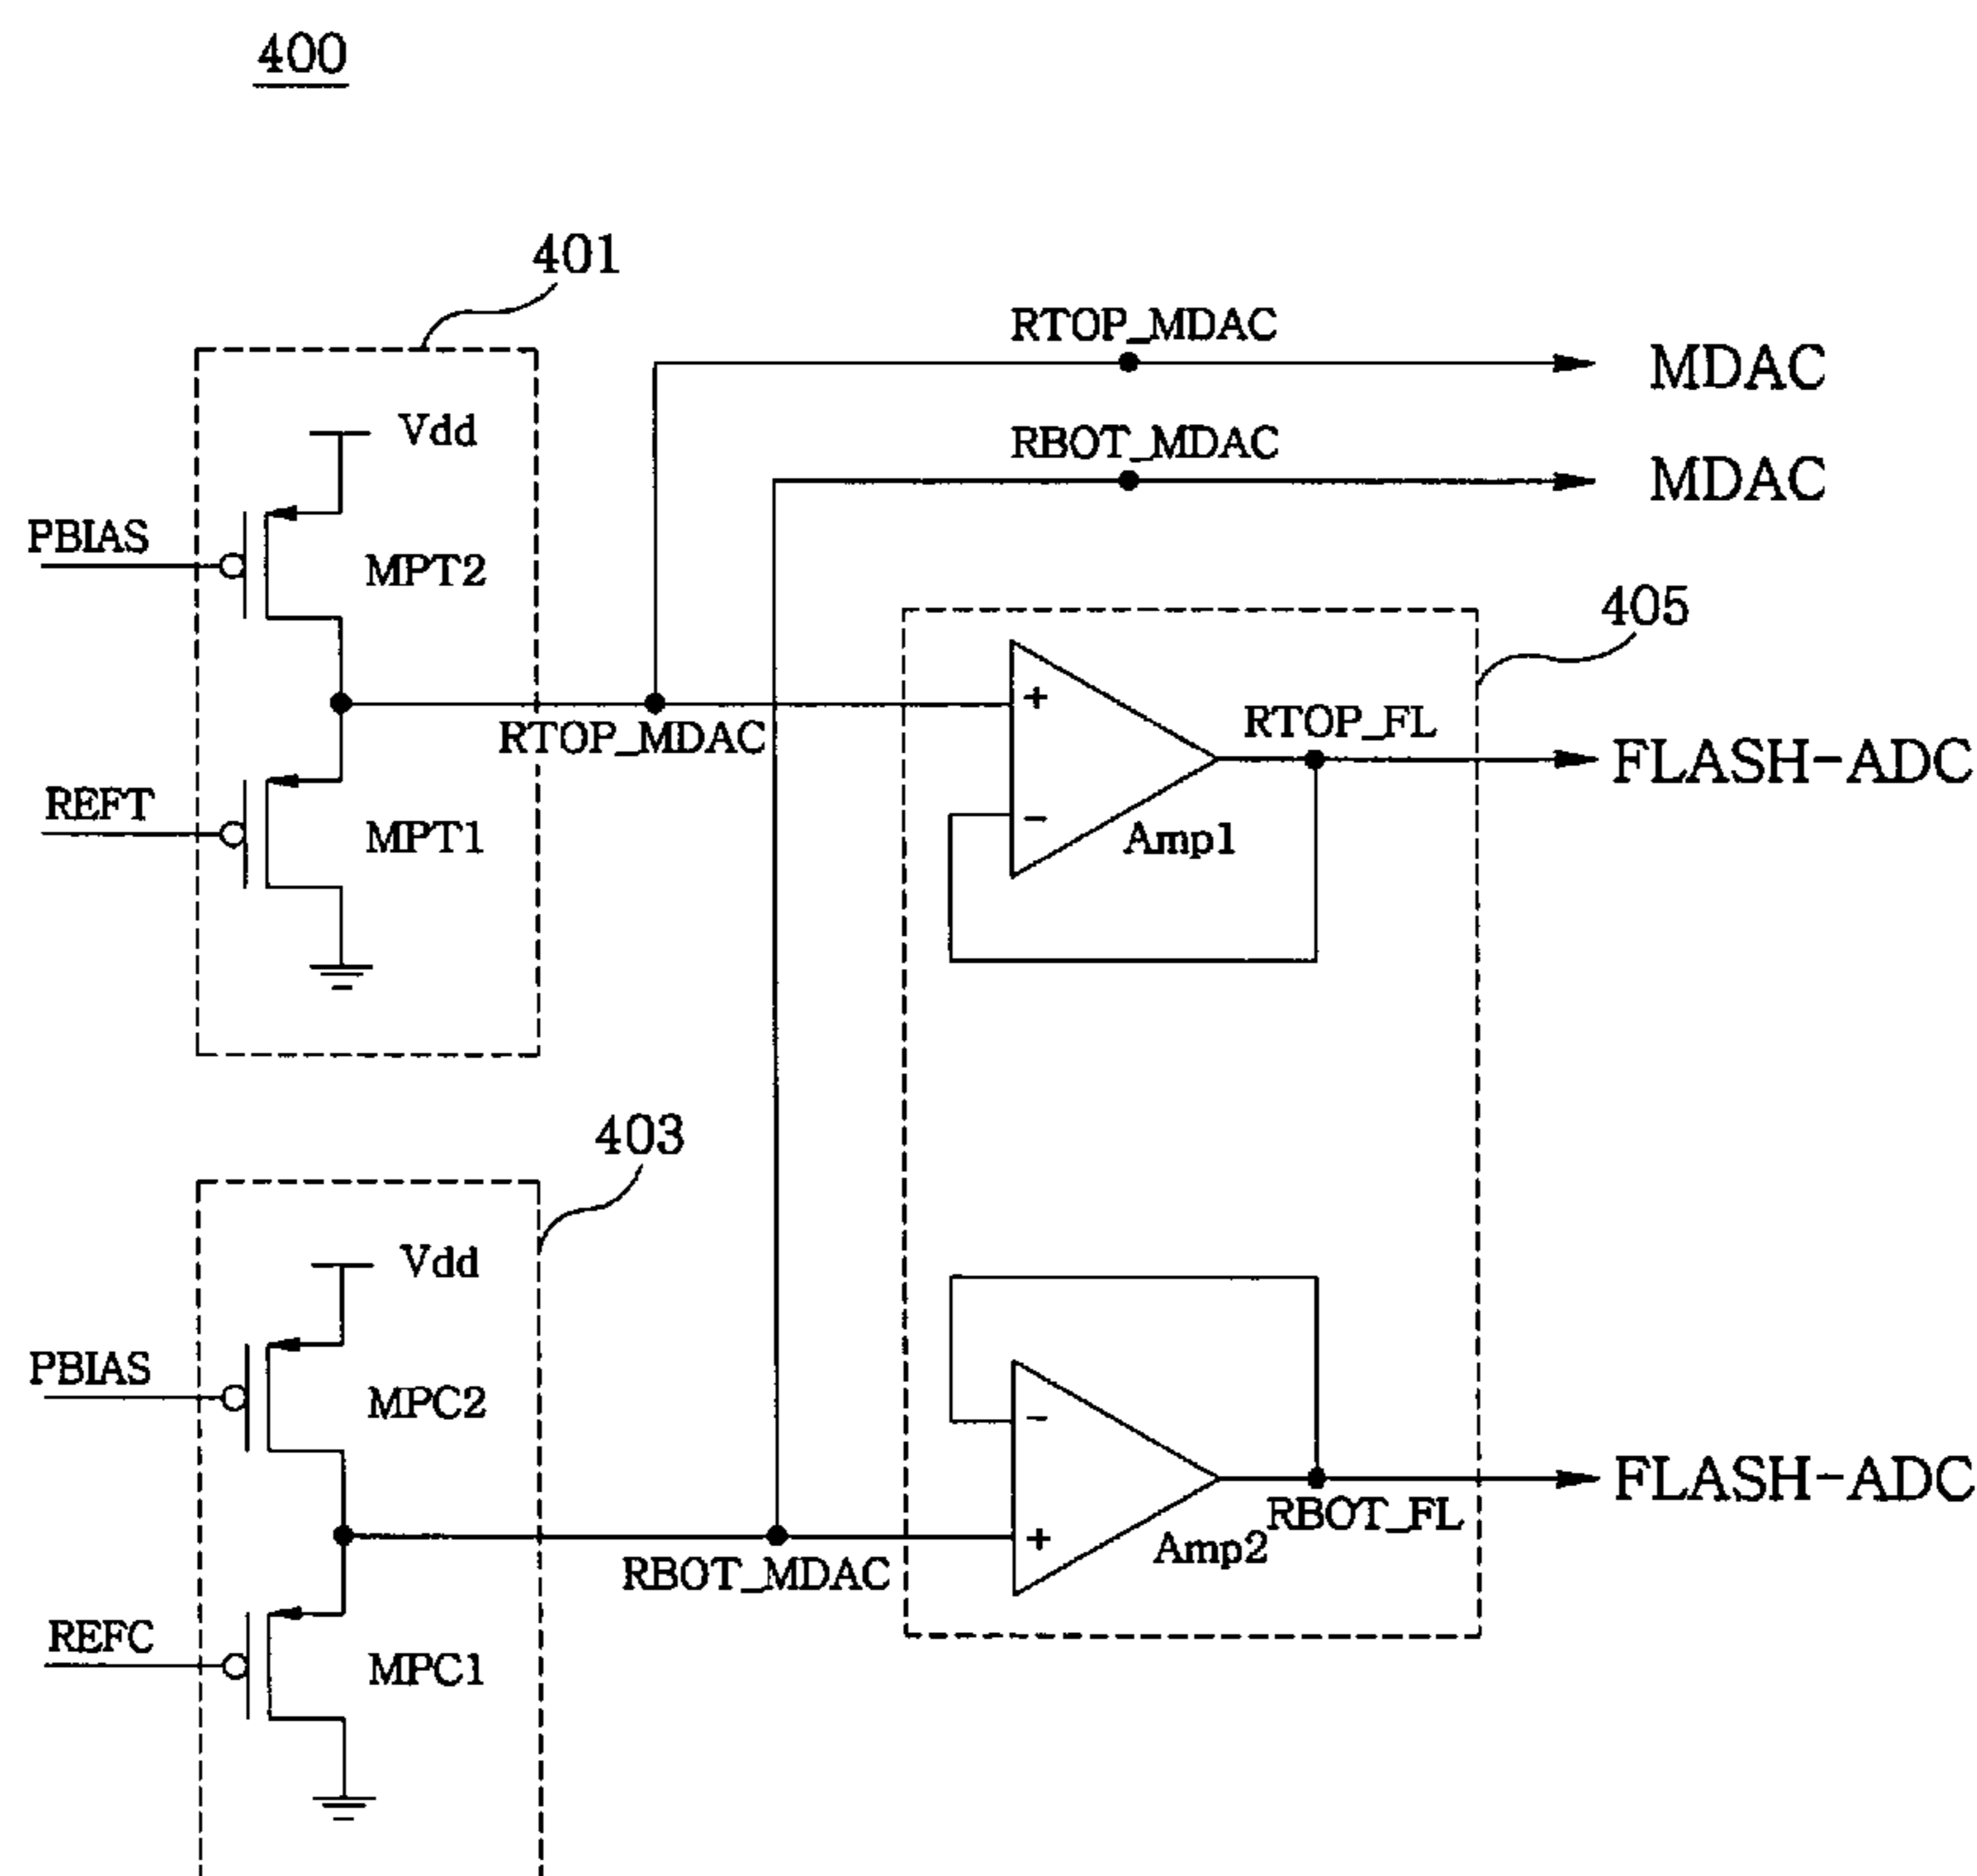 400
401
RTOP_MDAC
MDAC
Vdd
RBOT_MDAC
MDAC
PBIAS
MPT2
405
+
RTOP_FL
RTOP_MDAC
FLASH-ADC
REFT
MPT1
-
Amp1
403
Vdd
PBIAS
MPC2
-
FLASH-ADC
RBOT_FL
+
Amp2
RBOT_MDAC
REFC
MPC1